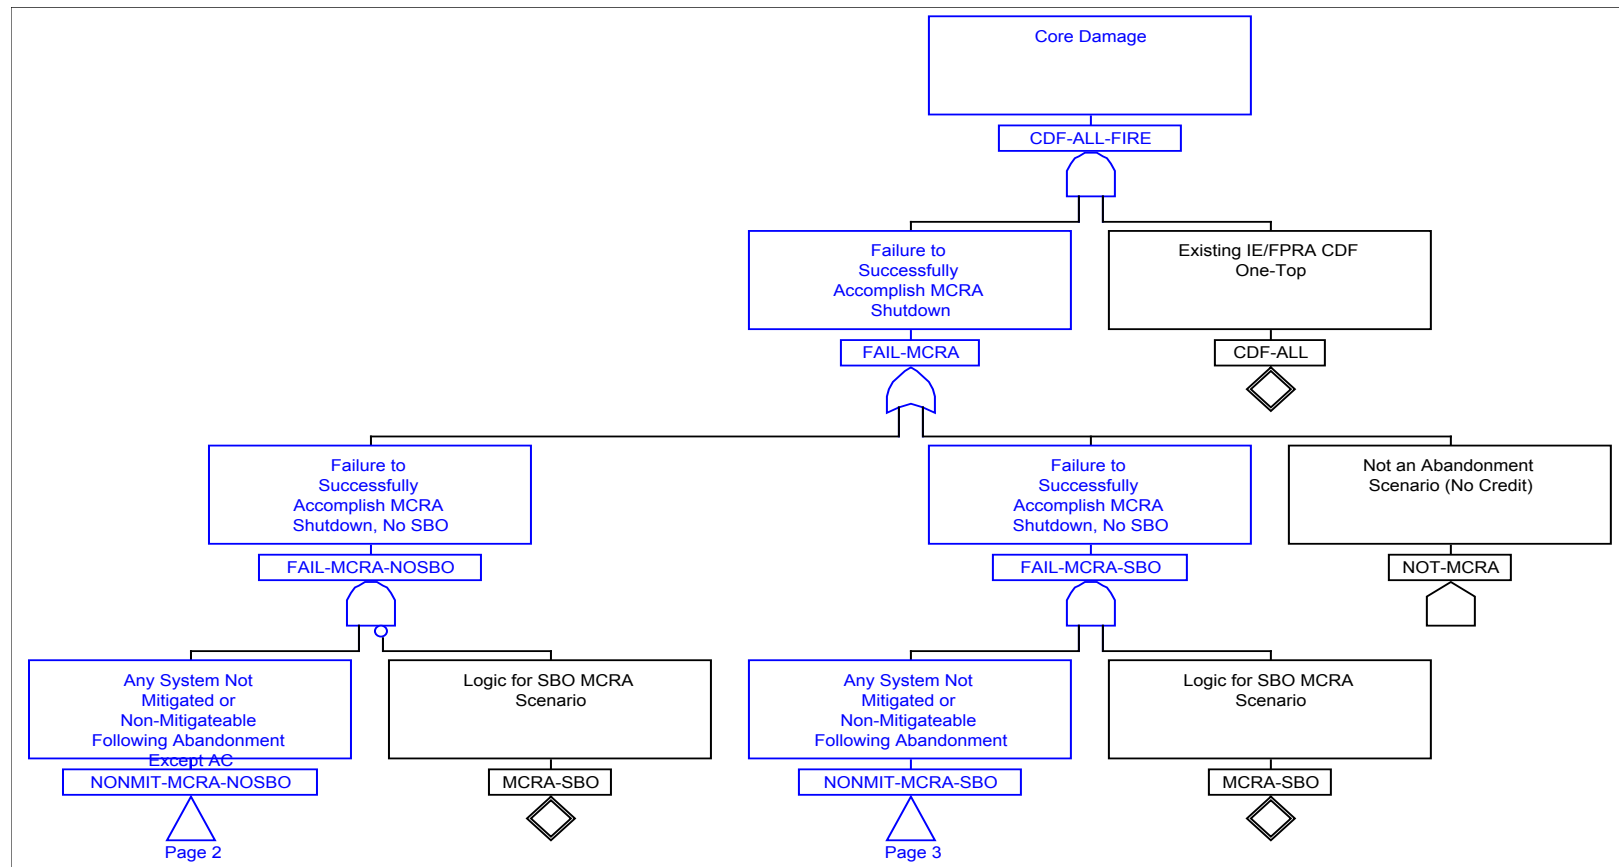 Core Damage
CDF-ALL-FIRE
Failure to
Successfully
Accomplish MCRA
Shutdown
FAIL-MCRA
Existing IE/FPRA CDF
One-Top
CDF-ALL
Failure to
Successfully
Accomplish MCRA
Shutdown, No SBO
FAIL-MCRA-NOSBO
Failure to
Successfully
Accomplish MCRA
Shutdown, No SBO
FAIL-MCRA-SBO
Not an Abandonment
Scenario (No Credit)
NOT-MCRA
Any System Not
Mitigated or
Non-Mitigateable
Following Abandonment
Except AC
NONMIT-MCRA-NOSBO
Page 2
Logic for SBO MCRA
Scenario
MCRA-SBO
Any System Not
Mitigated or
Non-Mitigateable
Following Abandonment
NONMIT-MCRA-SBO
Page 3
Logic for SBO MCRA
Scenario
MCRA-SBO